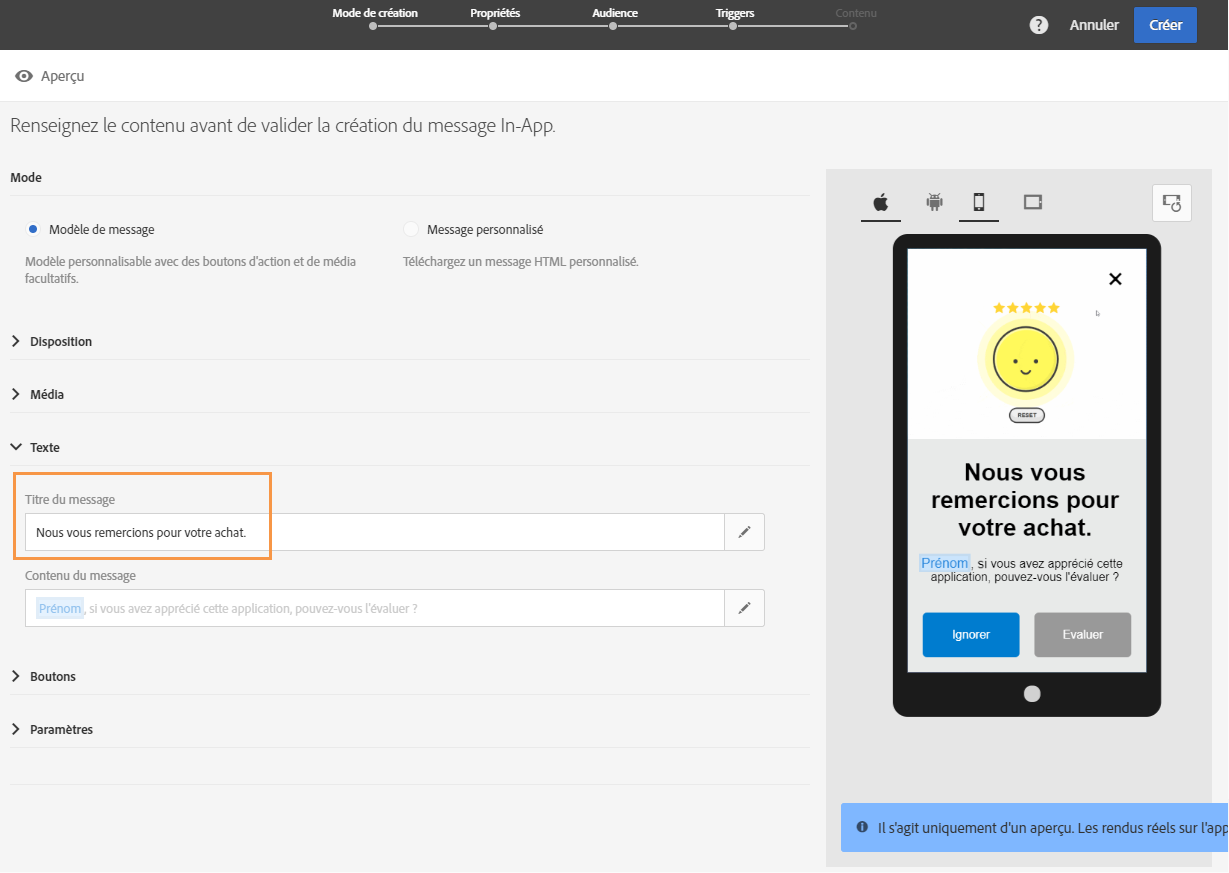 Mode de création
Propriétés
Audience
Triggers
Contenu
?
Annuler
Créer
Aperçu
Renseignez le contenu avant de valider la création du message In-App.
Mode
Modèle de message
Message personnalisé
Modèle personnalisable avec des boutons d'action et de média
facultatifs.
Téléchargez un message HTML personnalisé.
Disposition
Média
Texte
Titre du message
Nous vous remercions pour votre achat.
Contenu du message
Prénom, si vous avez apprécié cette application, pouvez-vous l'évaluer ?
Boutons
Paramètres
RESET
Nous vous
remercions pour
votre achat.
Prénom, si vous avez apprécié cette
application, pouvez-vous l'évaluer ?
Ignorer
Evaluer
Il s'agit uniquement d'un aperçu. Les rendus réels sur l'app